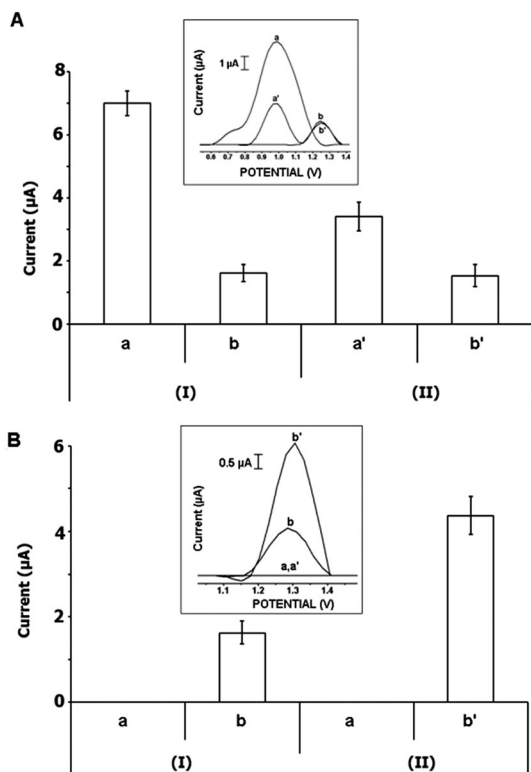 A
8
6
4
2
0
Current (µA)
1 µA
a
a'
b
b'
Current (µA)
0.6 0.7 0.8 0.9 1.0 1.1 1.2 1.3 1.4
POTENTIAL (V)
a b a' b'
(I) (II)
B
6
4
2
0
Current (µA)
0.5 µA
b'
b
a,a'
Current (µA)
1.1 1.2 1.3 1.4
POTENTIAL (V)
a b a b'
(I) (II)